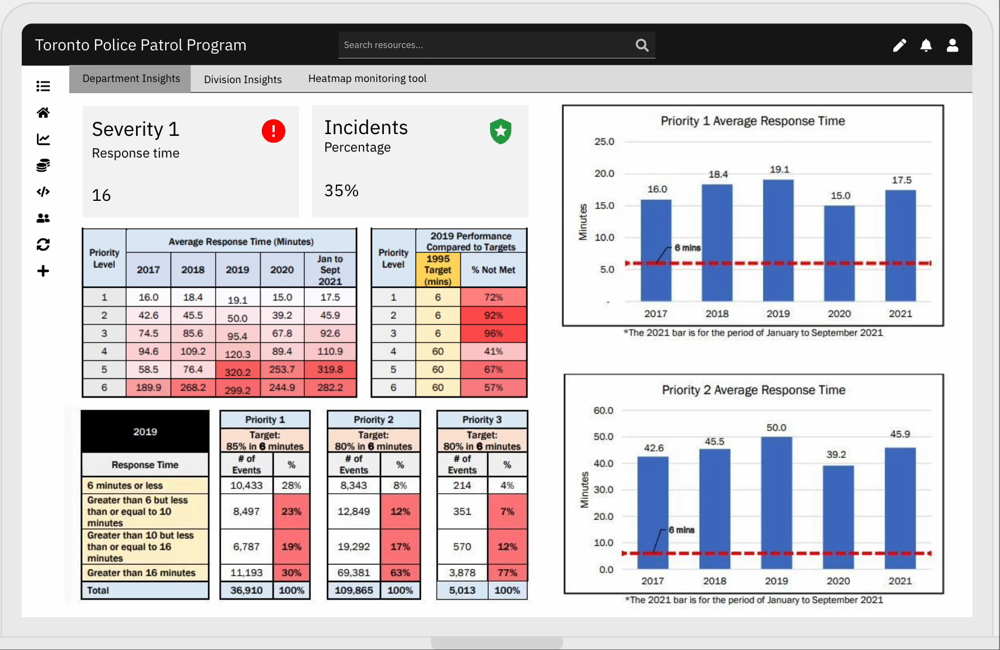 Toronto Police Patrol Program
Search resources...
Department Insights
Division Insights
Heatmap monitoring tool
Severity 1
Response time
16
Incidents
Percentage
35%
Priority Level
Average Response Time (Minutes)
2017 2018 2019 2020 Jan to Sept 2021
1 16.0 18.4 19.1 15.0 17.5
2 42.6 45.5 50.0 39.2 45.9
3 74.5 85.6 95.4 67.8 92.6
4 94.6 109.2 120.3 89.4 110.9
5 58.5 76.4 320.2 253.7 319.8
6 189.9 268.2 299.2 244.9 282.2
Priority Level
2019 Performance
Compared to Targets
1995 Target (mins) % Not Met
1 6 72%
2 6 92%
3 6 96%
4 60 41%
5 60 67%
6 60 57%
2019
Response Time
6 minutes or less
Greater than 6 but less
than or equal to 10
minutes
Greater than 10 but less
than or equal to 16
minutes
Greater than 16 minutes
Total
Priority 1
Target:
85% in 6 minutes
# of Events %
10,433 28%
8,497 23%
6,787 19%
11,193 30%
36,910 100%
Priority 2
Target:
80% in 6 minutes
# of Events %
8,343 8%
12,849 12%
19,292 17%
69,381 63%
109,865 100%
Priority 3
Target:
80% in 6 minutes
# of Events %
214 4%
351 7%
570 12%
3,878 77%
5,013 100%
Priority 1 Average Response Time
Minutes
25.0
20.0
15.0
10.0
5.0
-
16.0
18.4
19.1
15.0
17.5
6 mins
2017 2018 2019 2020 2021
*The 2021 bar is for the period of January to September 2021
Priority 2 Average Response Time
Minutes
60.0
50.0
40.0
30.0
20.0
10.0
0.0
42.6
45.5
50.0
39.2
45.9
6 mins
2017 2018 2019 2020 2021
*The 2021 bar is for the period of January to September 2021